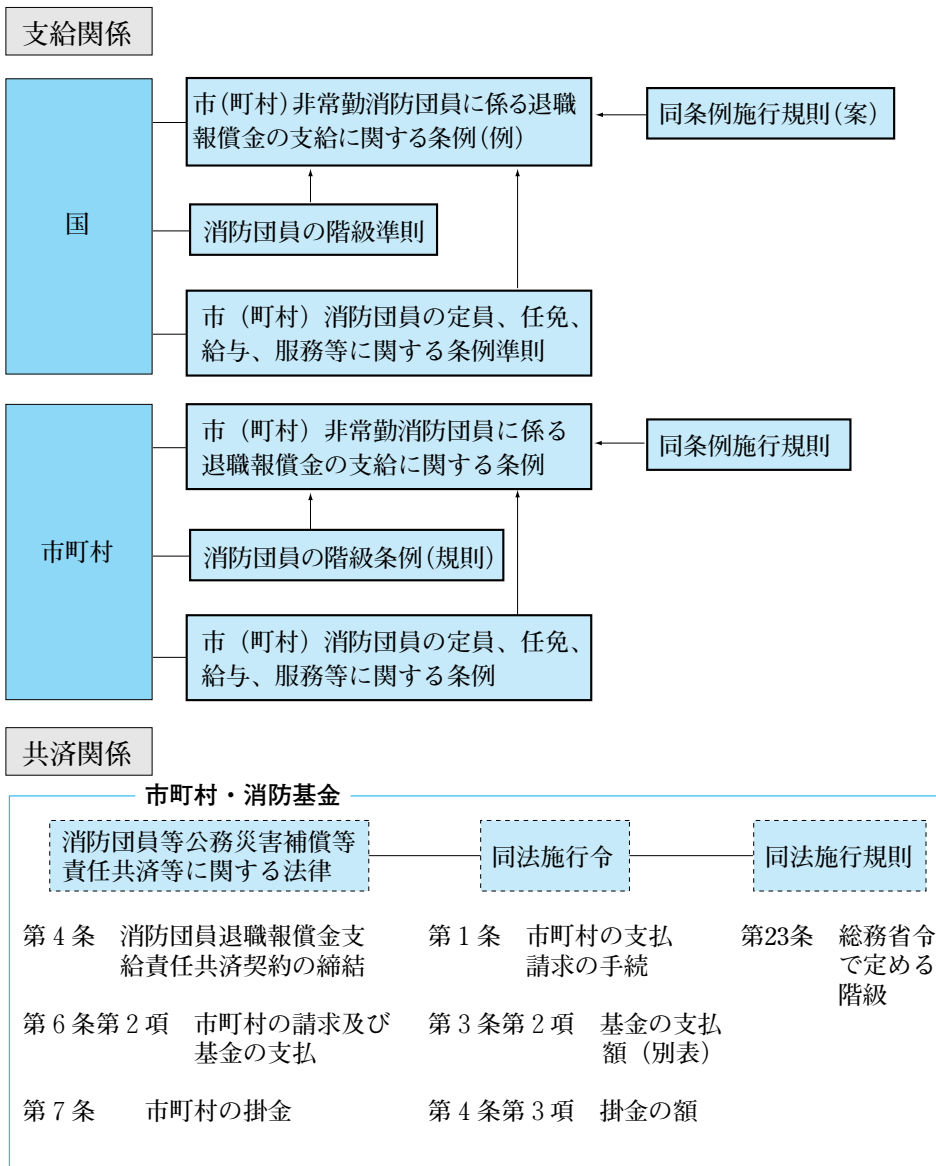 支給関係
国
市(町村)非常勤消防団員に係る退職
報償金の支給に関する条例(例)
同条例施行規則(案)
消防団員の階級準則
市（町村）消防団員の定員、任免、
給与、服務等に関する条例準則
市町村
市（町村）非常勤消防団員に係る
退職報償金の支給に関する条例
同条例施行規則
消防団員の階級条例(規則)
市（町村）消防団員の定員、任免、
給与、服務等に関する条例
共済関係
市町村・消防基金
消防団員等公務災害補償等
責任共済等に関する法律
同法施行令
同法施行規則
第４条　消防団員退職報償金支
給責任共済契約の締結
第６条第２項　市町村の請求及び
基金の支払
第７条　　市町村の掛金
第１条　市町村の支払
請求の手続
第３条第２項　基金の支払
額（別表）
第４条第３項　掛金の額
第23条　総務省令
で定める
階級